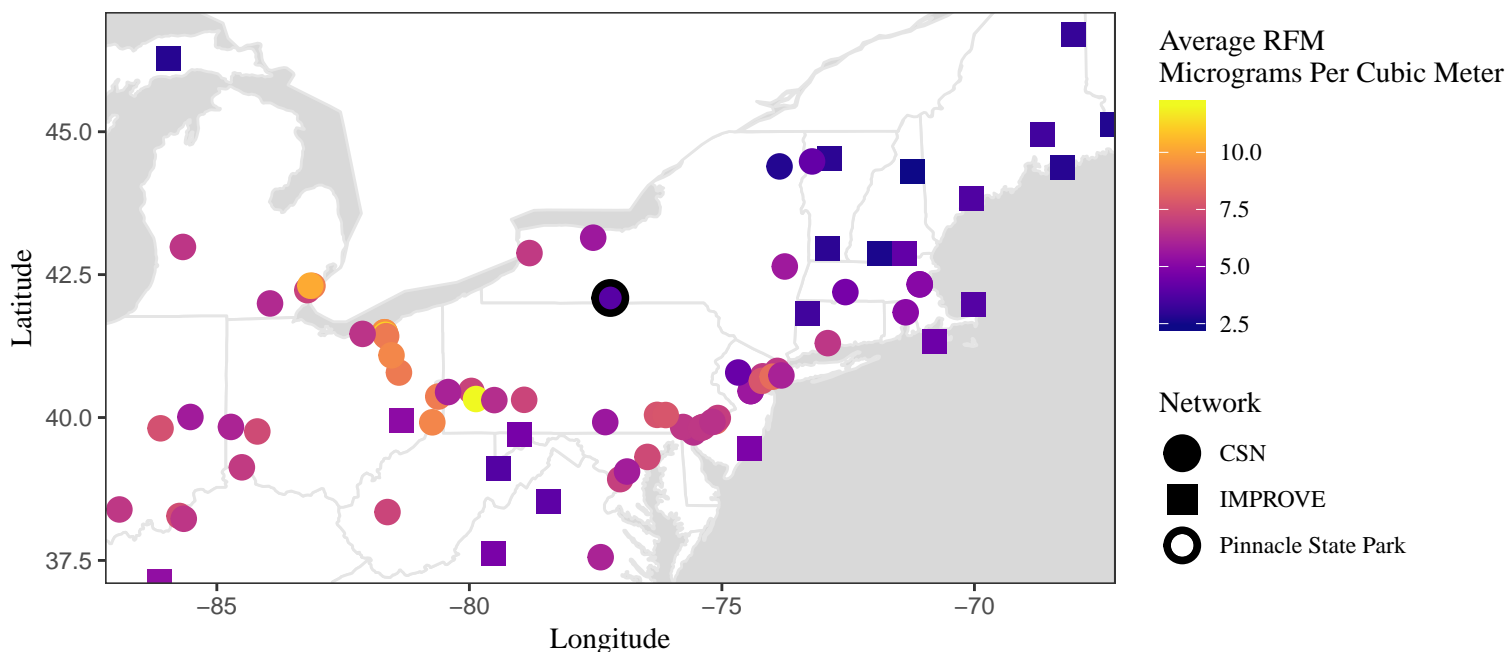 45.0
42.5
40.0
37.5
Latitude
−85
−80
−75
−70
Longitude
Average RFM
Micrograms Per Cubic Meter
10.0
7.5
5.0
2.5
Network
CSN
IMPROVE
Pinnacle State Park